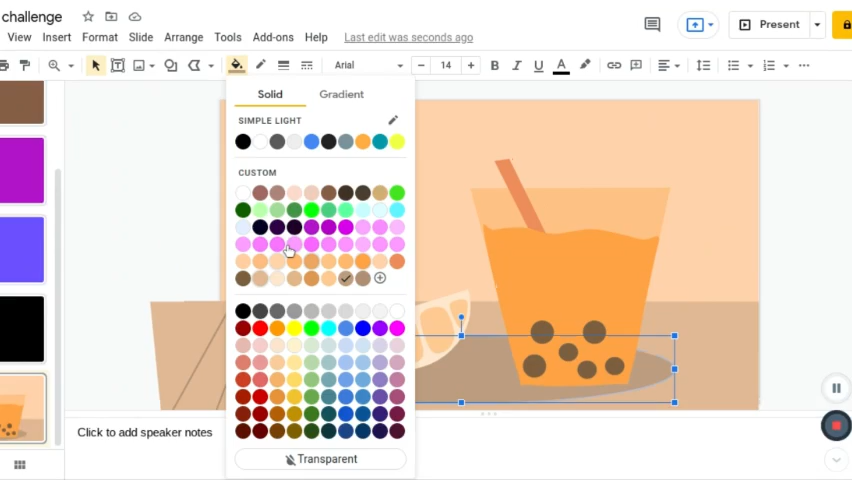 challenge
View Insert Format Slide Arrange Tools Add-ons Help Last edit was seconds ago
Present
Arial 14 B I U A
Solid Gradient
SIMPLE LIGHT
CUSTOM
Transparent
Click to add speaker notes